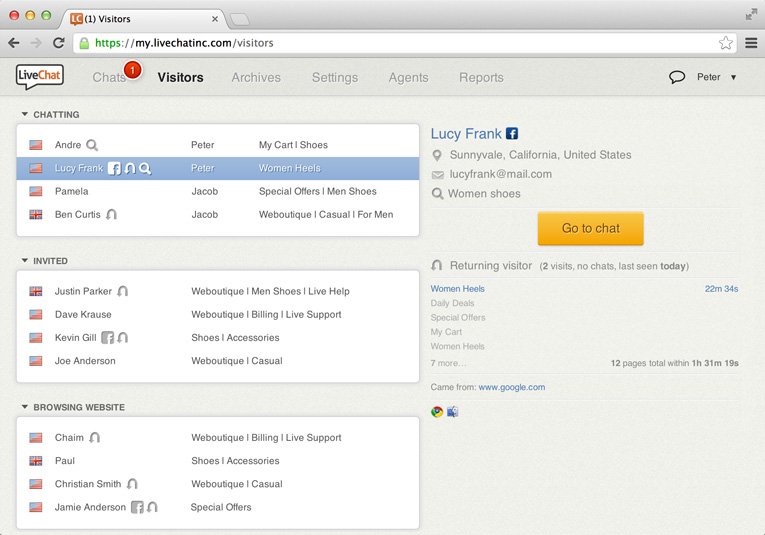 LC (1) Visitors
https://my.livechatinc.com/visitors
LiveChat Chats 1 Visitors Archives Settings Agents Reports Peter
CHATTING
Andre Peter My Cart | Shoes
Lucy Frank Peter Women Heels
Pamela Jacob Special Offers | Men Shoes
Ben Curtis Jacob Weboutique | Casual | For Men
INVITED
Justin Parker Weboutique | Men Shoes | Live Help
Dave Krause Weboutique | Billing | Live Support
Kevin Gill Shoes | Accessories
Joe Anderson Weboutique | Casual
BROWSING WEBSITE
Chaim Weboutique | Billing | Live Support
Paul Shoes | Accessories
Christian Smith Weboutique | Casual
Jamie Anderson Special Offers
Lucy Frank
Sunnyvale, California, United States
lucyfrank@mail.com
Women shoes
Go to chat
Returning visitor (2 visits, no chats, last seen today)
Women Heels 22m 34s
Daily Deals
Special Offers
My Cart
Women Heels
7 more... 12 pages total within 1h 31m 19s
Came from: www.google.com